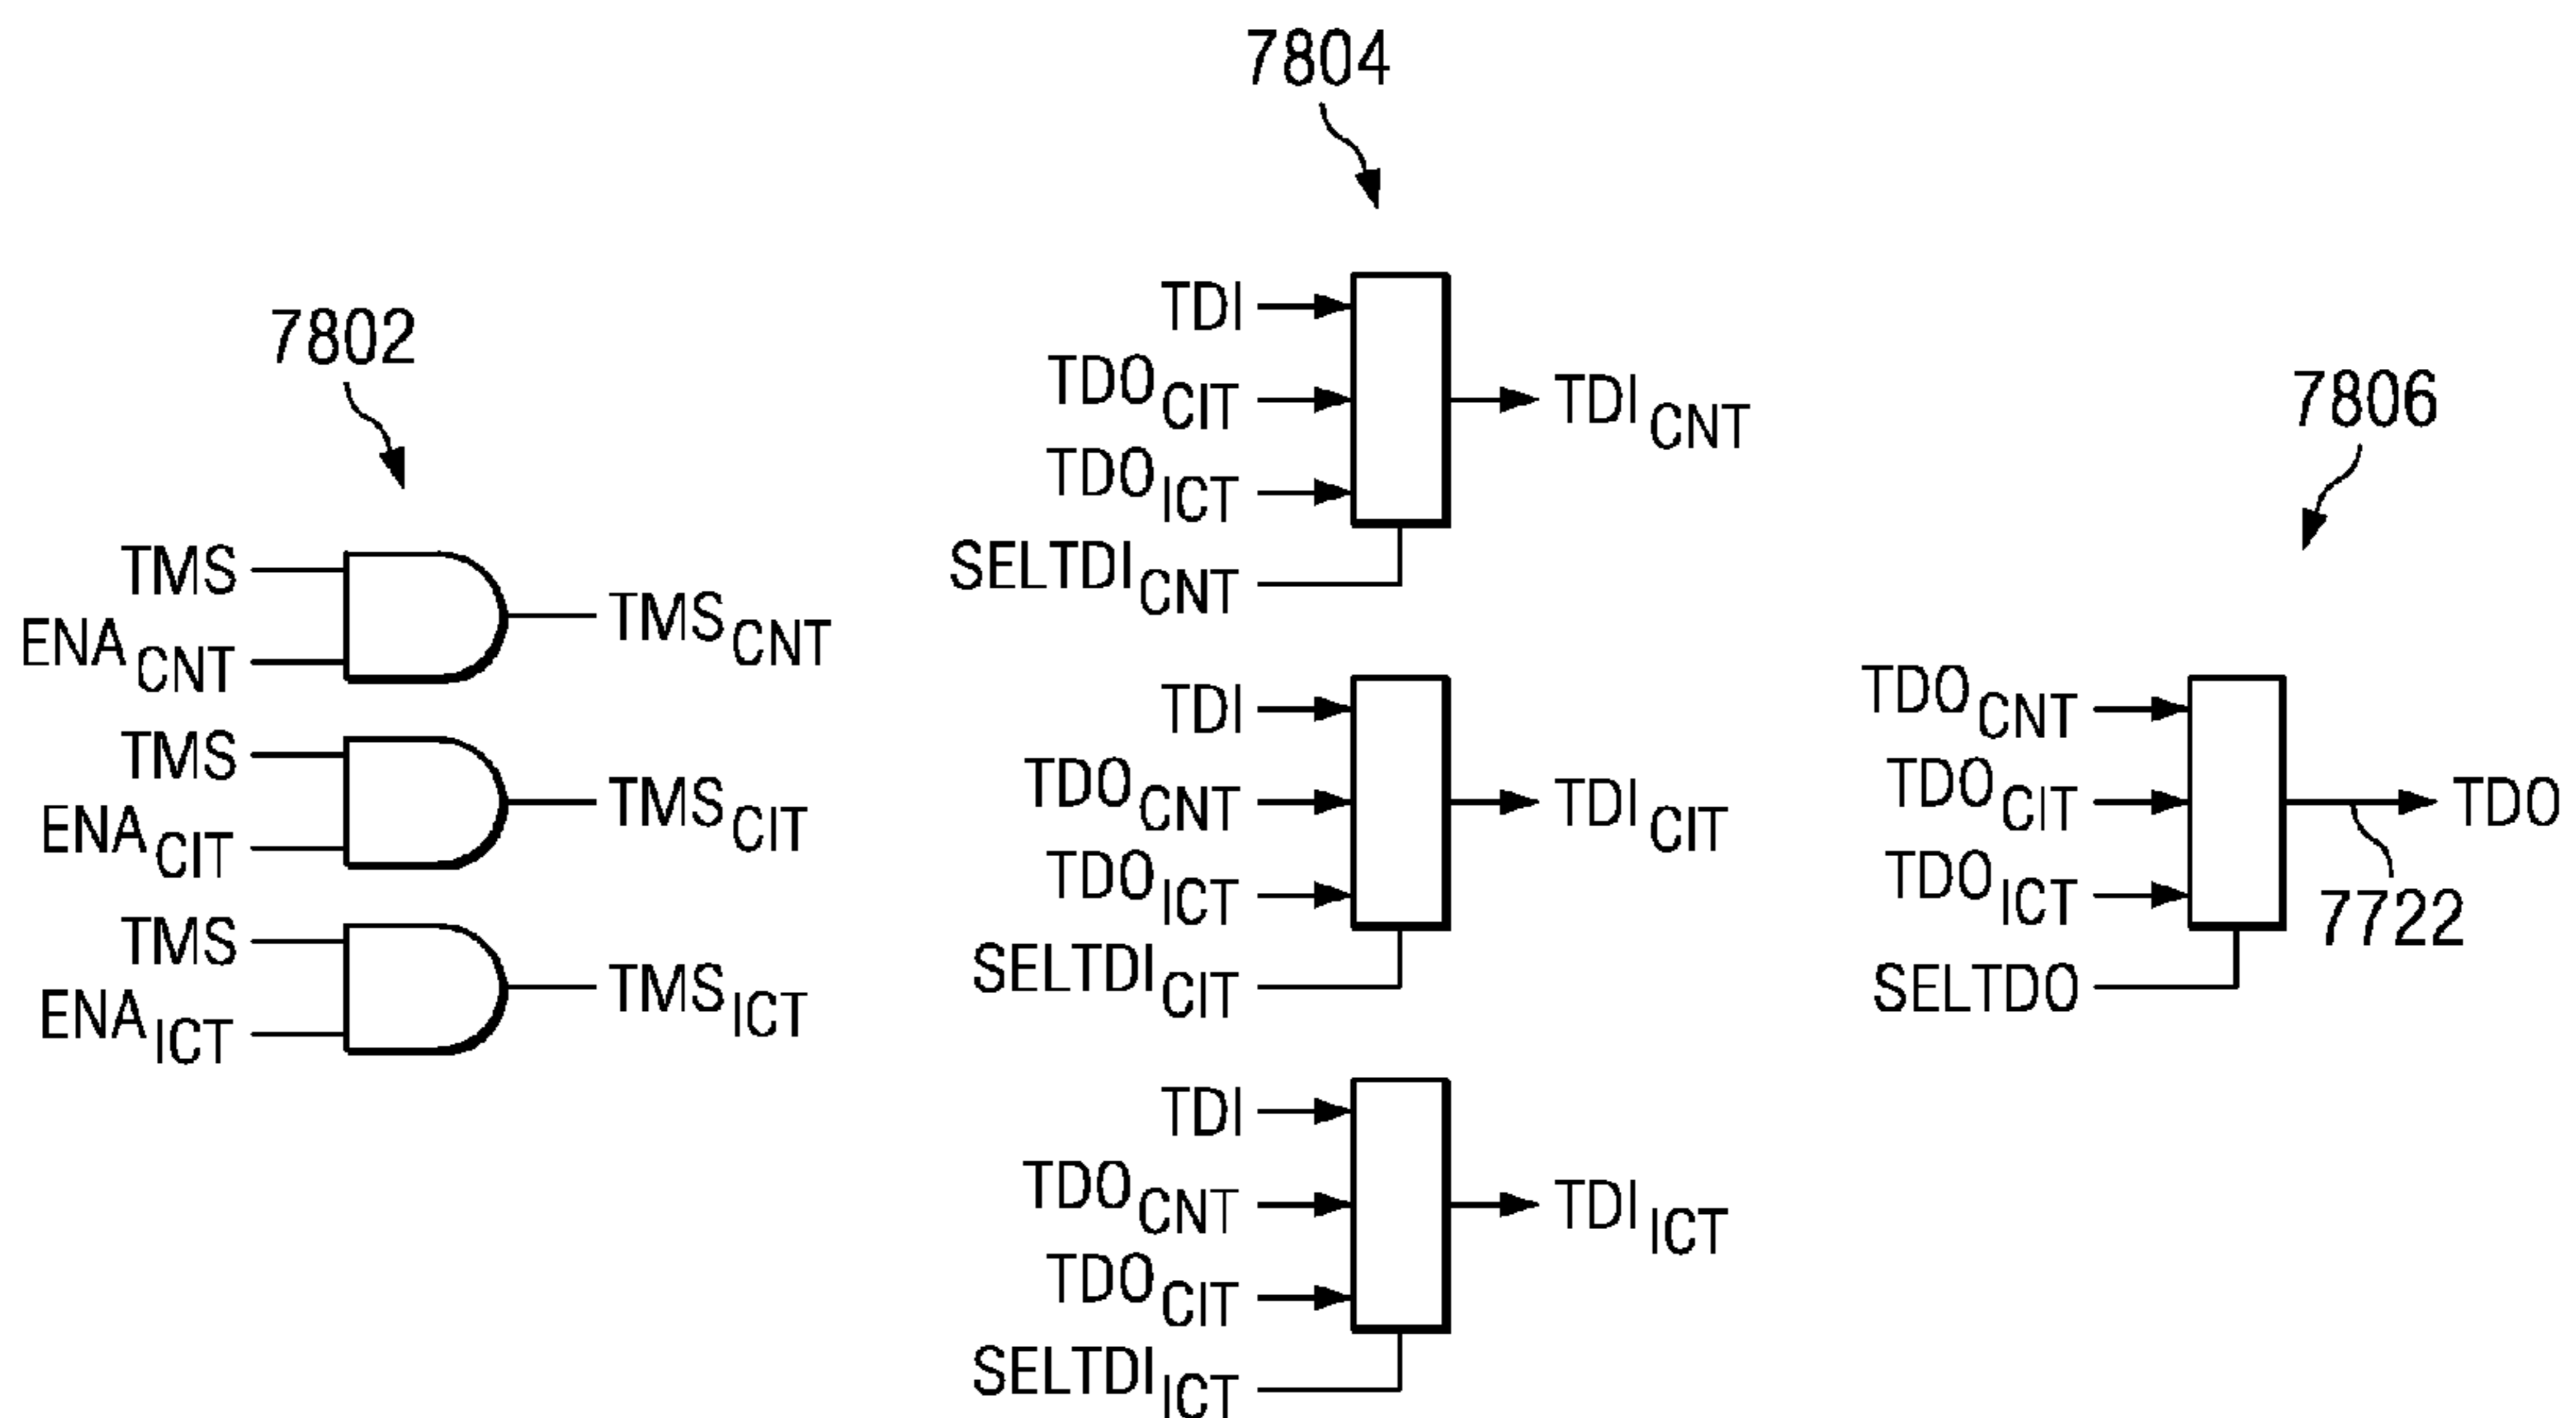 7802
TMS
ENA CNT
TMS CNT
TMS
ENA CIT
TMS CIT
TMS
ENA ICT
TMS ICT
7804
TDI
TDO CIT
TDO ICT
SELTDI CNT
TDI CNT
TDI
TDO CNT
TDO ICT
SELTDI CIT
TDI CIT
TDI
TDO CNT
TDO CIT
SELTDI ICT
TDI ICT
7806
TDO CNT
TDO CIT
TDO ICT
SELTDO
TDO
7722